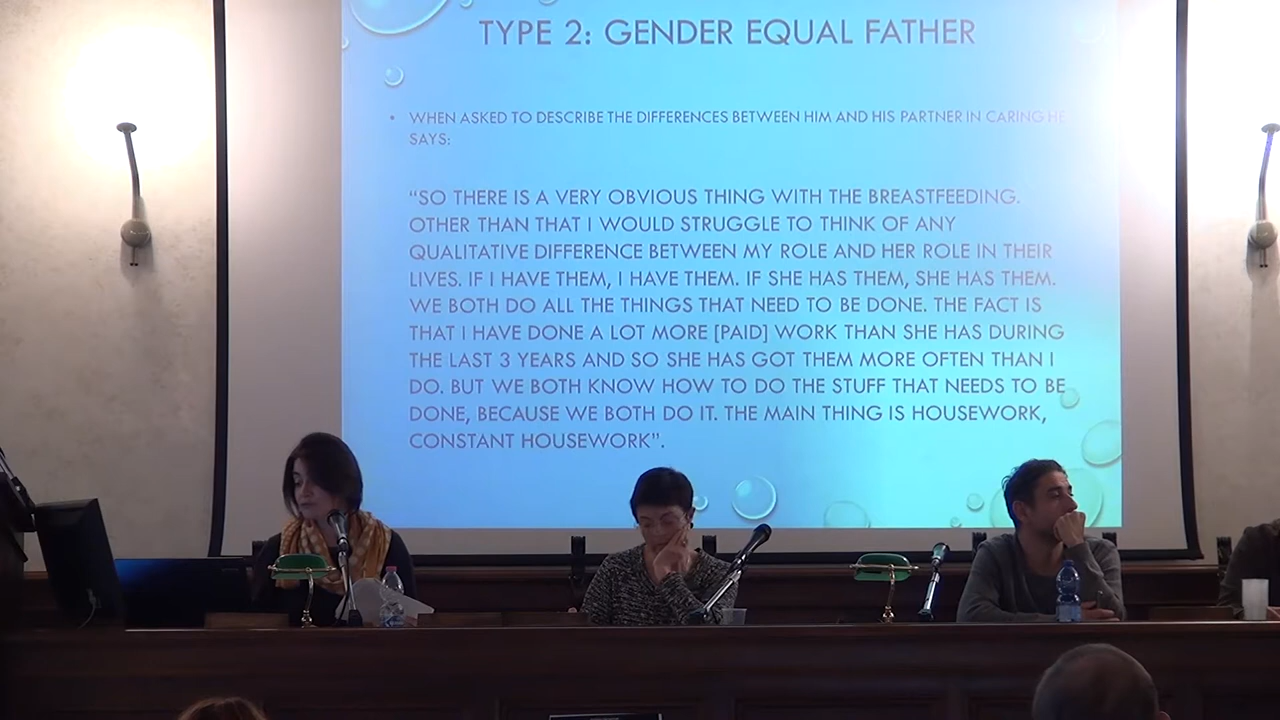 TYPE 2: GENDER EQUAL FATHER
• WHEN ASKED TO DESCRIBE THE DIFFERENCES BETWEEN HIM AND HIS PARTNER IN CARING HE
SAYS:
“SO THERE IS A VERY OBVIOUS THING WITH THE BREASTFEEDING.
OTHER THAN THAT I WOULD STRUGGLE TO THINK OF ANY
QUALITATIVE DIFFERENCE BETWEEN MY ROLE AND HER ROLE IN THEIR
LIVES. IF I HAVE THEM, I HAVE THEM. IF SHE HAS THEM, SHE HAS THEM.
WE BOTH DO ALL THE THINGS THAT NEED TO BE DONE. THE FACT IS
THAT I HAVE DONE A LOT MORE [PAID] WORK THAN SHE HAS DURING
THE LAST 3 YEARS AND SO SHE HAS GOT THEM MORE OFTEN THAN I
DO. BUT WE BOTH KNOW HOW TO DO THE STUFF THAT NEEDS TO BE
DONE, BECAUSE WE BOTH DO IT. THE MAIN THING IS HOUSEWORK,
CONSTANT HOUSEWORK”.